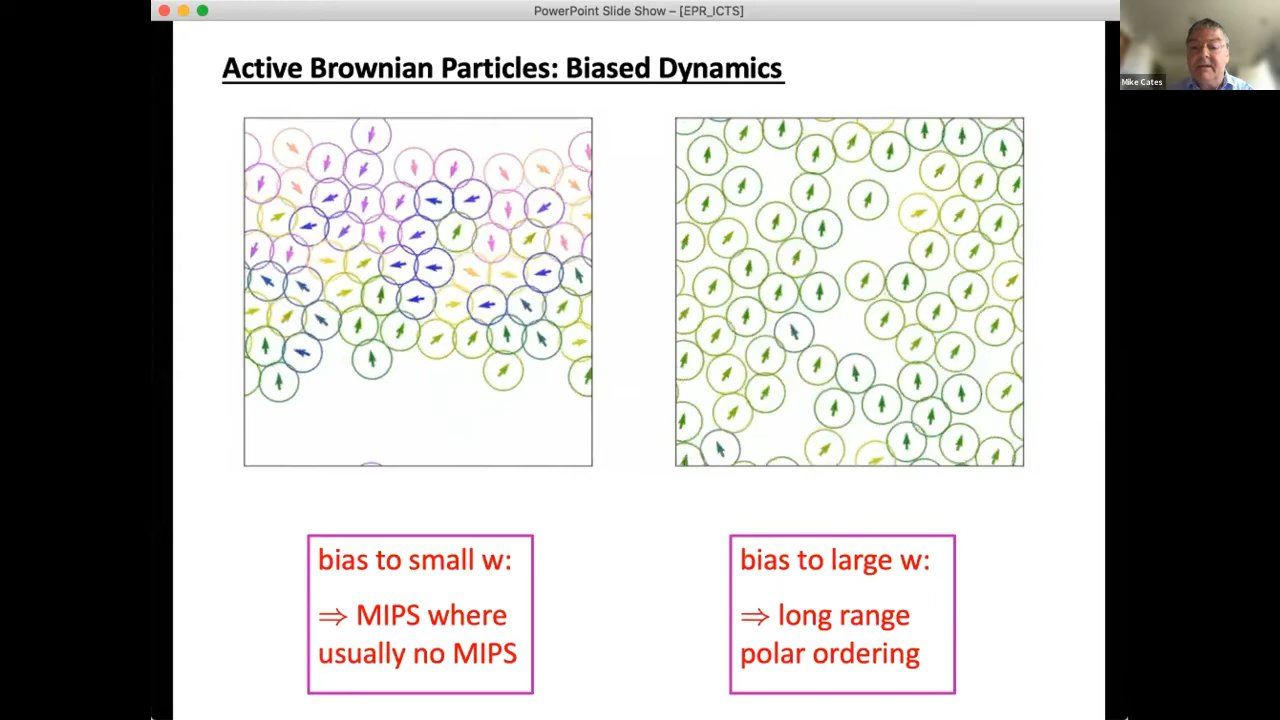 PowerPoint Slide Show – [EPR_ICTS]
Active Brownian Particles: Biased Dynamics
Mike Cates
bias to small w:
⇒ MIPS where
usually no MIPS
bias to large w:
⇒ long range
polar ordering